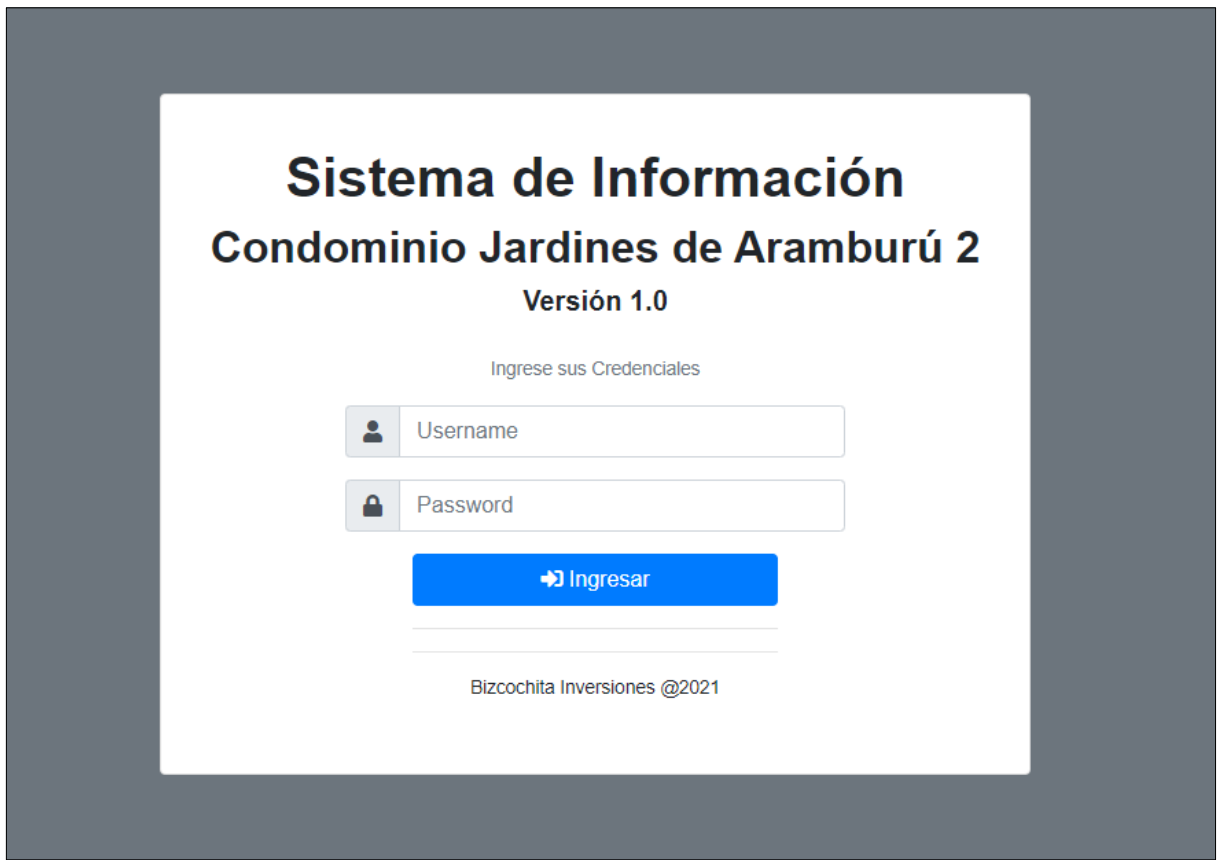 Sistema de Información
Condominio Jardines de Aramburú 2
Versión 1.0
Ingrese sus Credenciales
Username
Password
Ingresar
Bizcochita Inversiones @2021